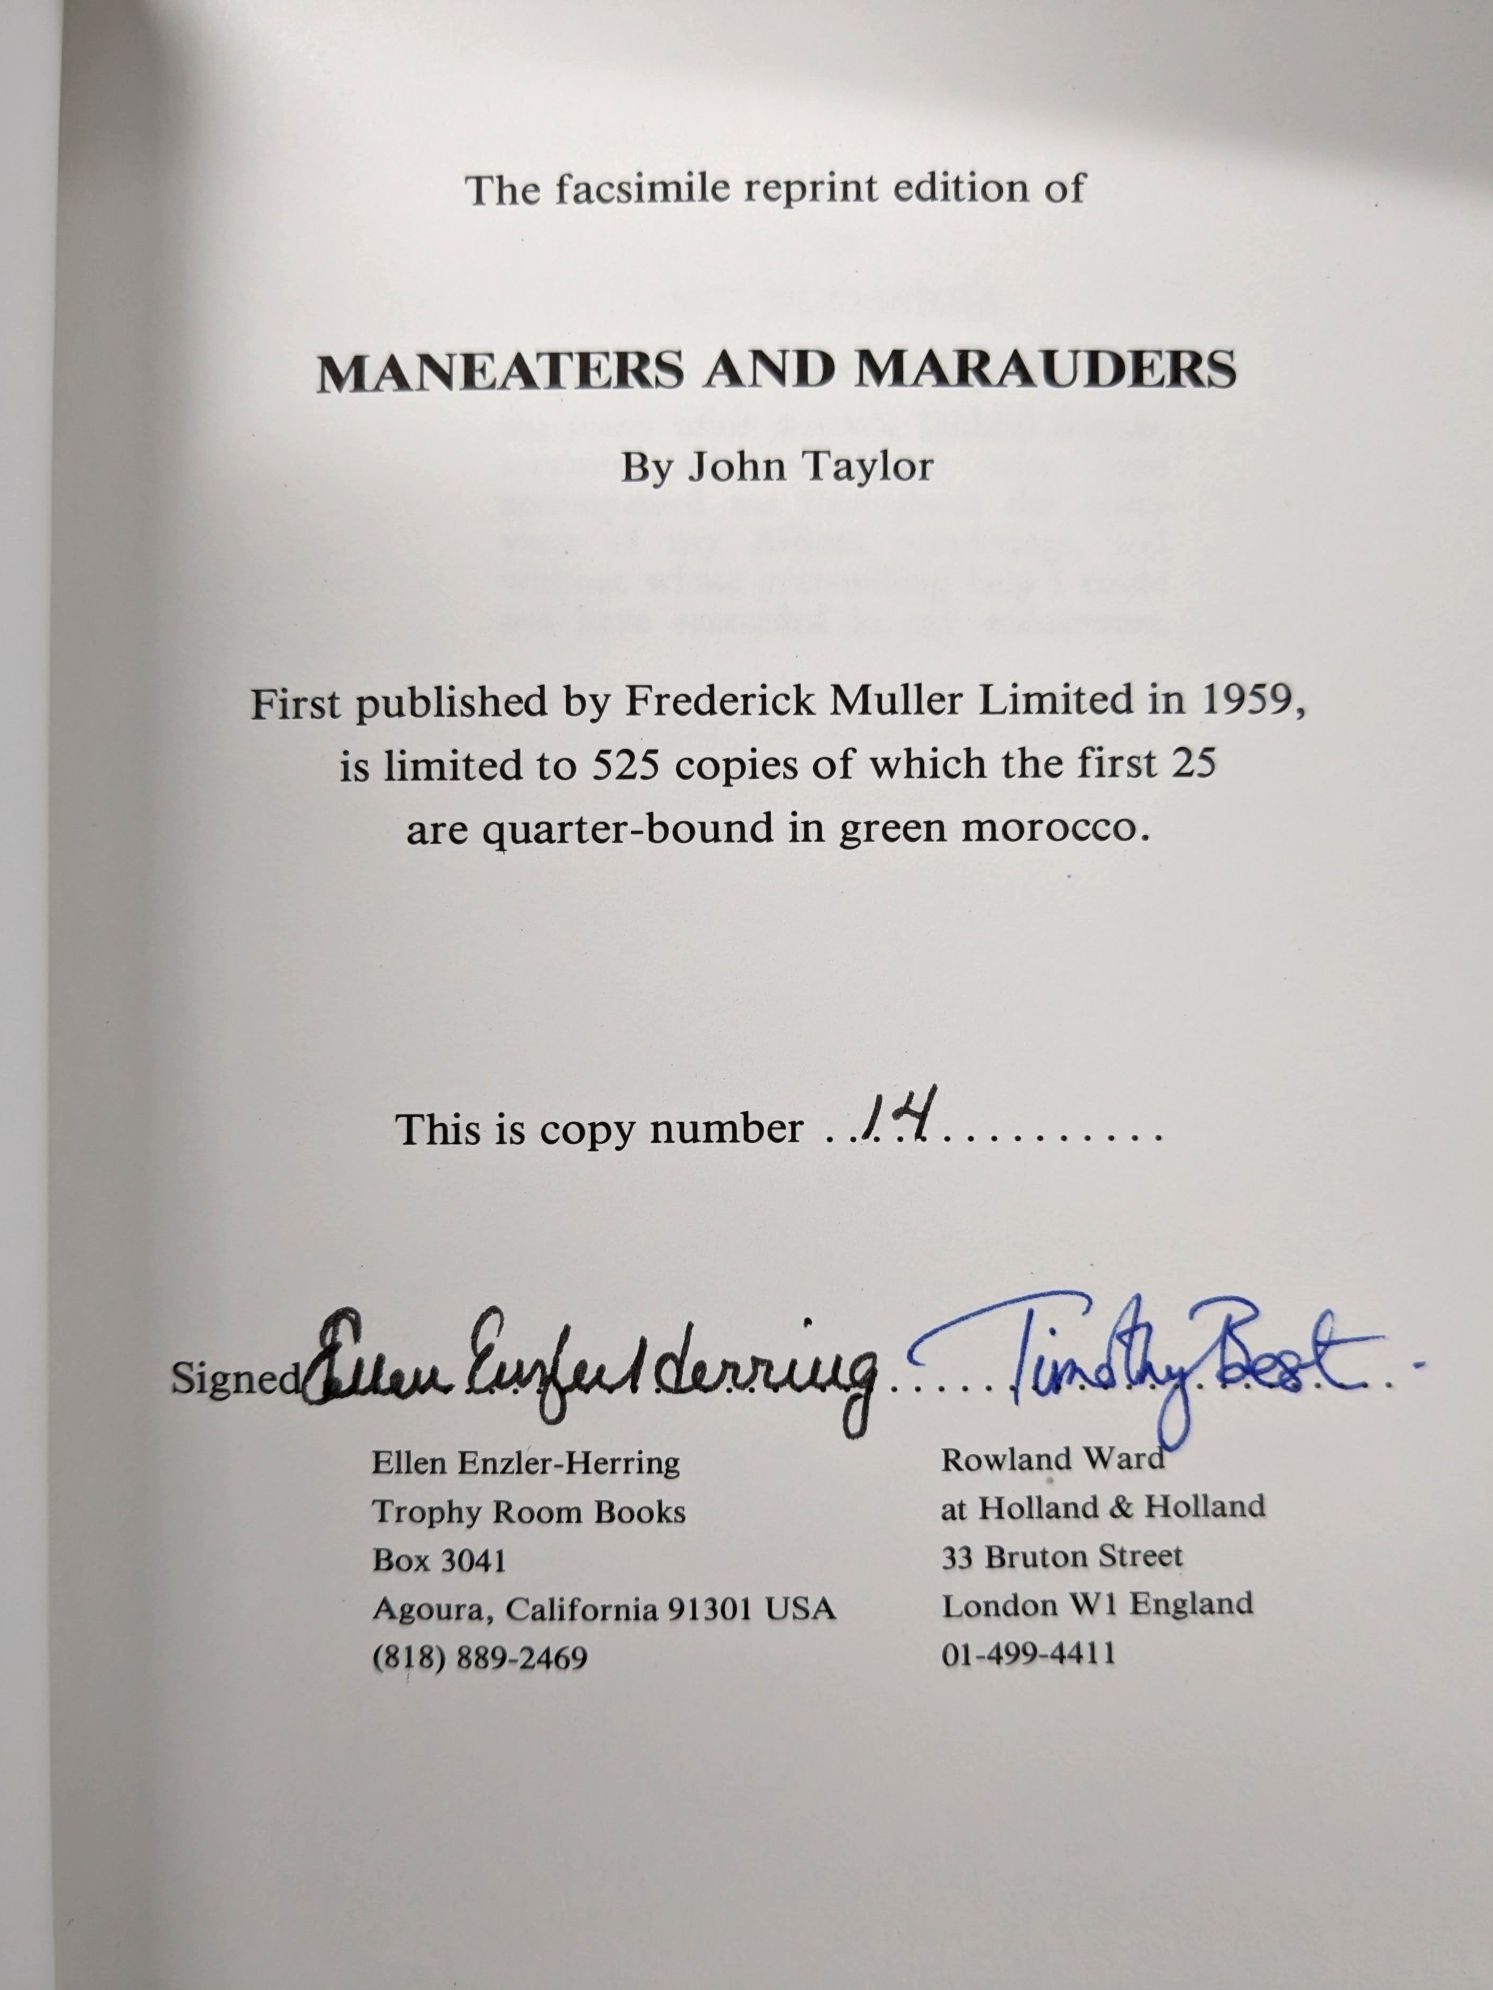 The facsimile reprint edition of
MANEATERS AND MARAUDERS
By John Taylor
First published by Frederick Muller Limited in 1959,
is limited to 525 copies of which the first 25
are quarter-bound in green morocco.
This is copy number ..14..........
Signed Ellen Enzler Herring ..... Timothy Best
Ellen Enzler-Herring
Trophy Room Books
Box 3041
Agoura, California 91301 USA
(818) 889-2469
Rowland Ward
at Holland & Holland
33 Bruton Street
London W1 England
01-499-4411